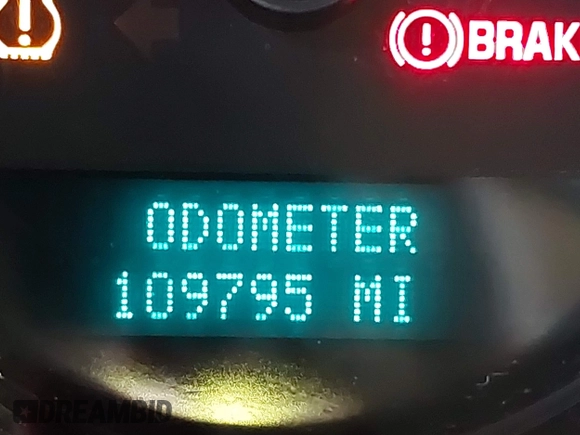 BRAK
ODOMETER
109795 MI
DREAMBID